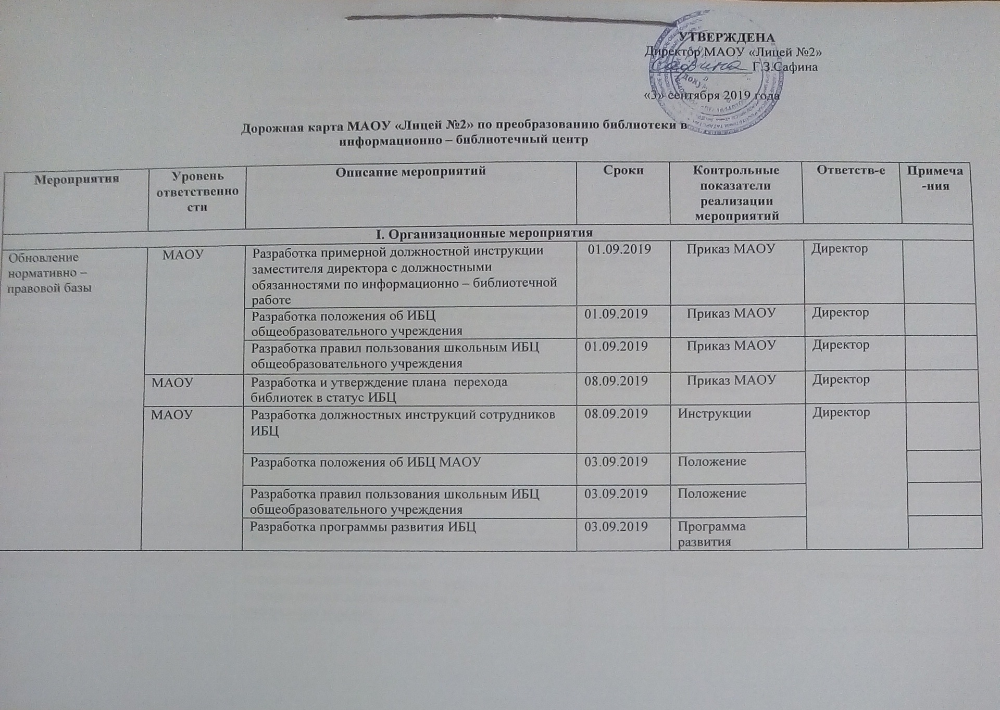 УТВЕРЖДЕНА
Директор МАОУ «Лицей №2»
Сафина Г.З.Сафина
«3» сентября 2019 года
Дорожная карта МАОУ «Лицей №2» по преобразованию библиотеки в
информационно – библиотечный центр
Мероприятия
Уровень
ответственно
сти
Описание мероприятий
Сроки
Контрольные
показатели
реализации
мероприятий
Ответств-е
Примеча
-ния
I. Организационные мероприятия
Обновление
нормативно –
правовой базы
МАОУ
Разработка примерной должностной инструкции
заместителя директора с должностными
обязанностями по информационно – библиотечной
работе
01.09.2019
Приказ МАОУ
Директор
Разработка положения об ИБЦ
общеобразовательного учреждения
01.09.2019
Приказ МАОУ
Директор
Разработка правил пользования школьным ИБЦ
общеобразовательного учреждения
01.09.2019
Приказ МАОУ
Директор
МАОУ
Разработка и утверждение плана перехода
библиотек в статус ИБЦ
08.09.2019
Приказ МАОУ
Директор
МАОУ
Разработка должностных инструкций сотрудников
ИБЦ
08.09.2019
Инструкции
Директор
Разработка положения об ИБЦ МАОУ
03.09.2019
Положение
Разработка правил пользования школьным ИБЦ
общеобразовательного учреждения
03.09.2019
Положение
Разработка программы развития ИБЦ
03.09.2019
Программа
развития